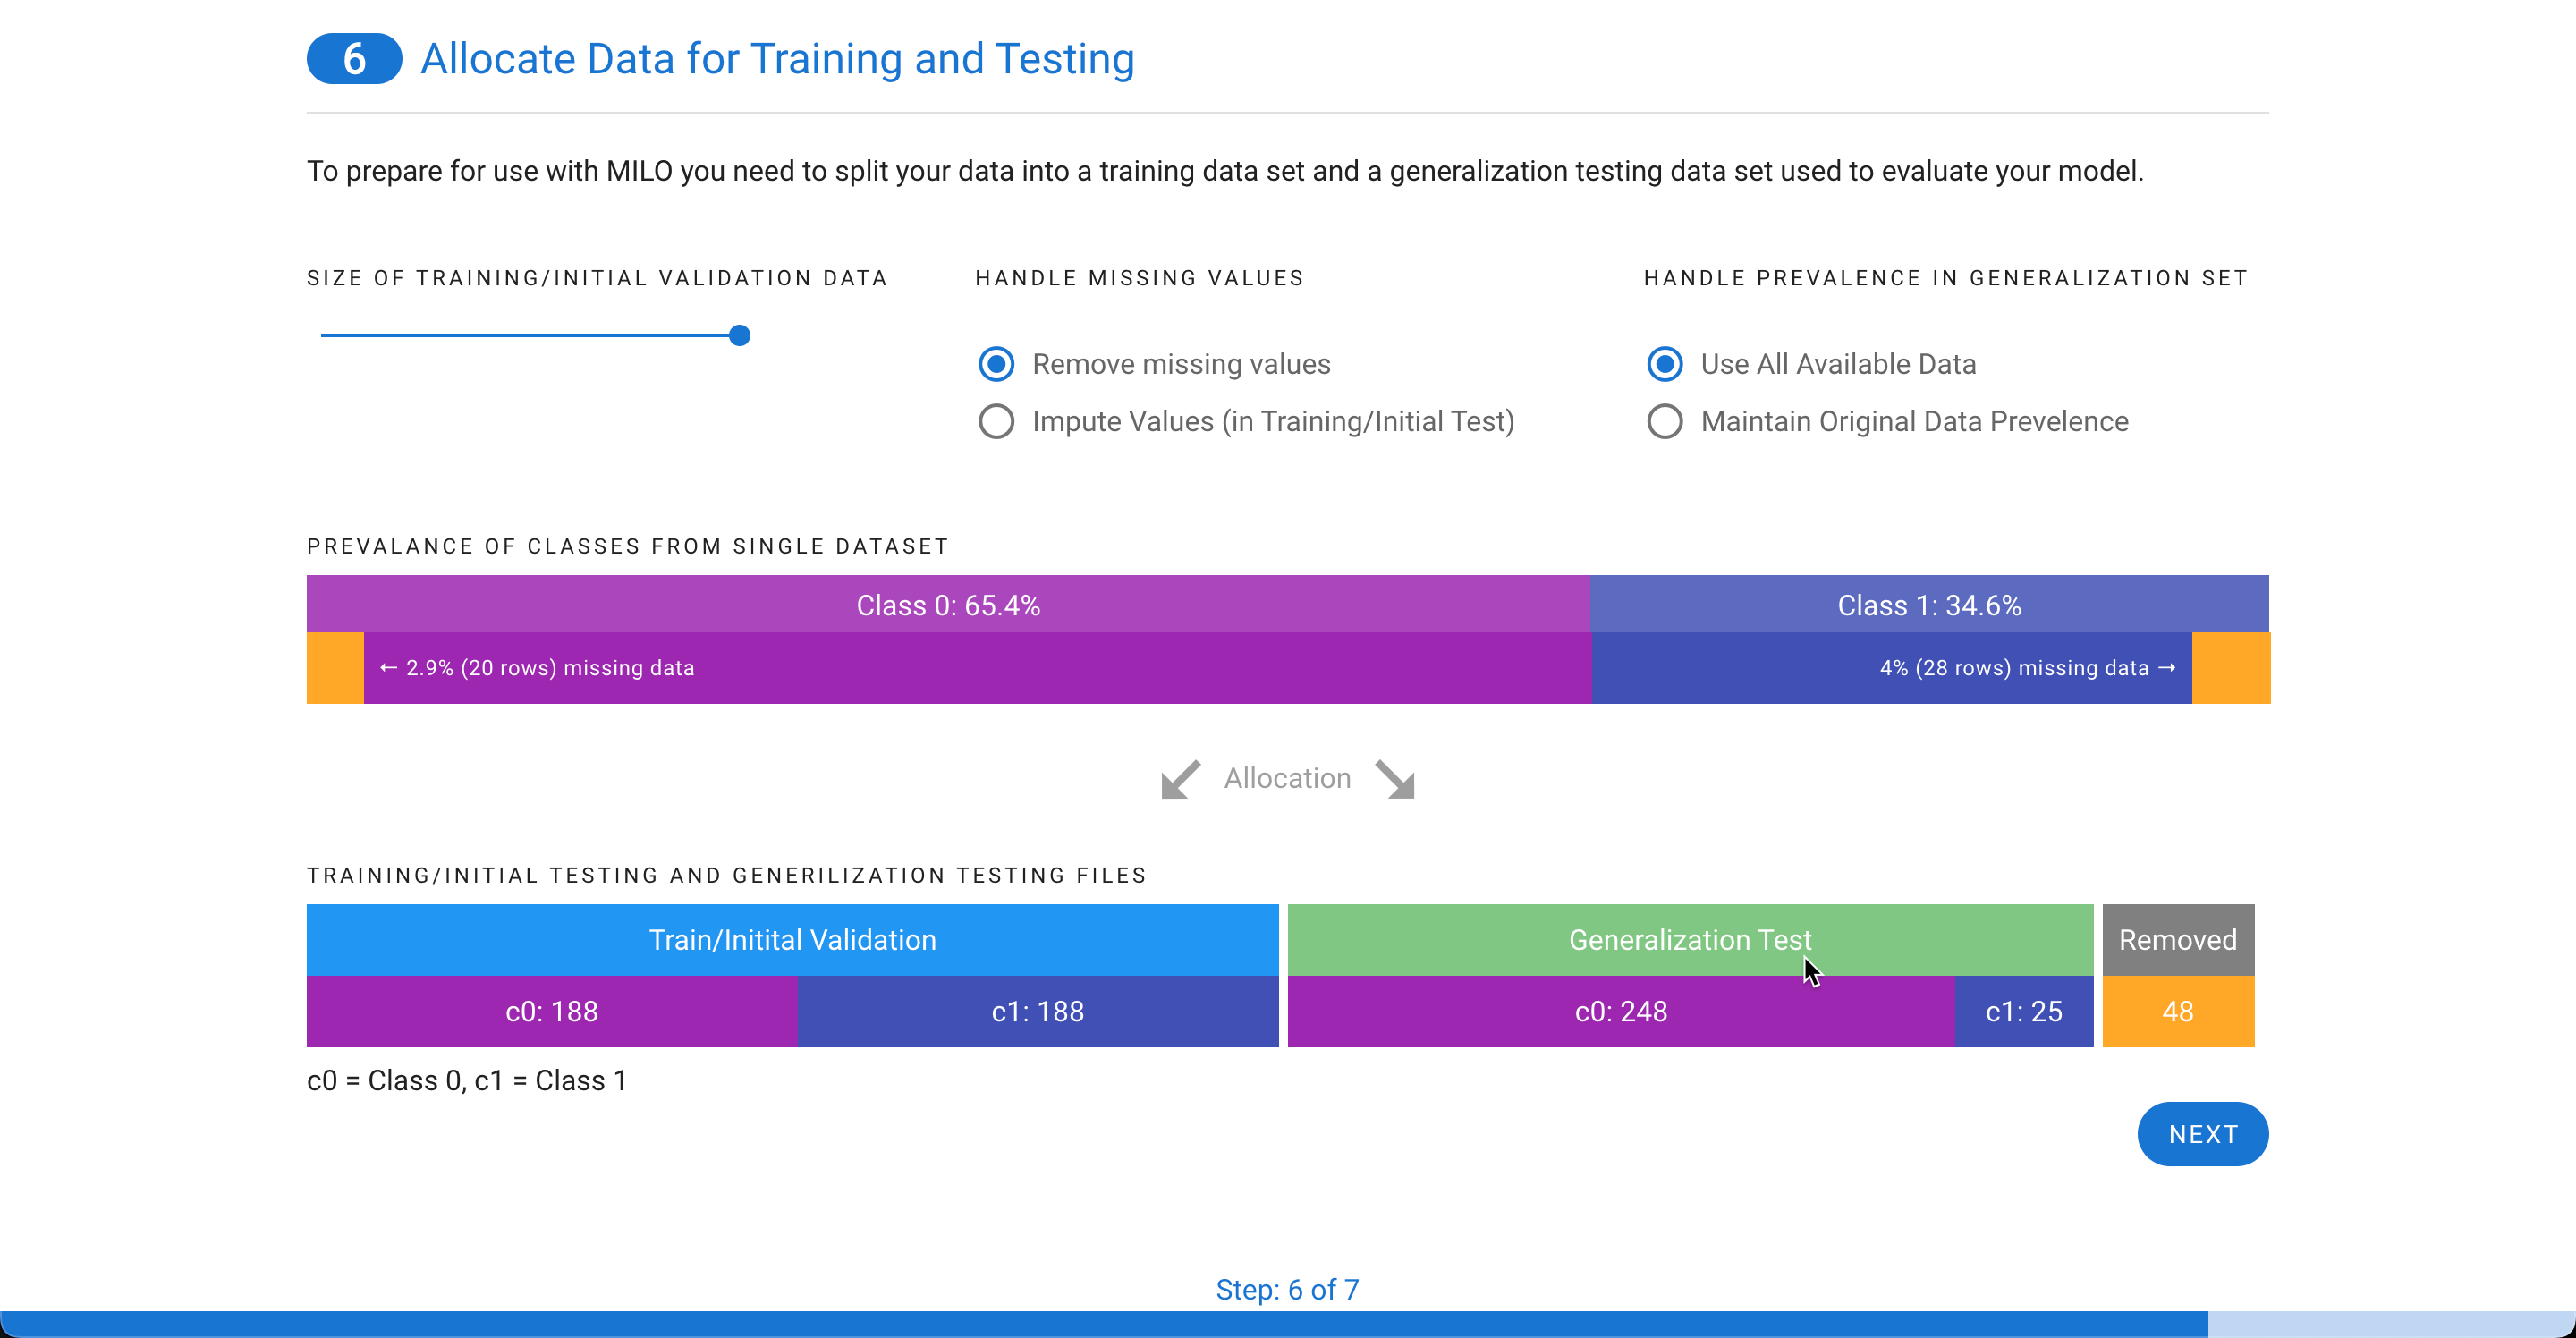 6 Allocate Data for Training and Testing
To prepare for use with MILO you need to split your data into a training data set and a generalization testing data set used to evaluate your model.
SIZE OF TRAINING/INITIAL VALIDATION DATA
HANDLE MISSING VALUES
Remove missing values
Impute Values (in Training/Initial Test)
HANDLE PREVALENCE IN GENERALIZATION SET
Use All Available Data
Maintain Original Data Prevelence
PREVALANCE OF CLASSES FROM SINGLE DATASET
Class 0: 65.4% Class 1: 34.6%
← 2.9% (20 rows) missing data 4% (28 rows) missing data →
Allocation
TRAINING/INITIAL TESTING AND GENERILIZATION TESTING FILES
Train/Initital Validation Generalization Test Removed
c0: 188 c1: 188 c0: 248 c1: 25 48
c0 = Class 0, c1 = Class 1
NEXT
Step: 6 of 7